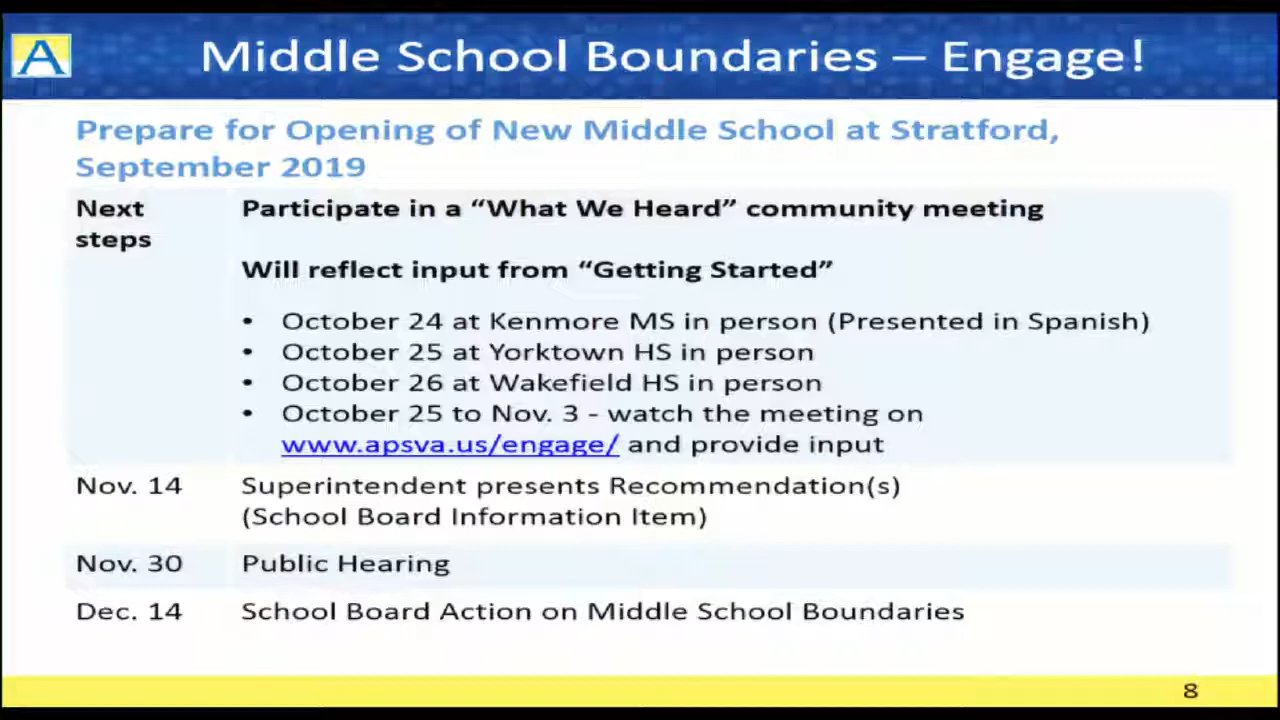 A
Middle School Boundaries – Engage!
Prepare for Opening of New Middle School at Stratford,
September 2019
Next
steps
Participate in a “What We Heard” community meeting
Will reflect input from “Getting Started”
• October 24 at Kenmore MS in person (Presented in Spanish)
• October 25 at Yorktown HS in person
• October 26 at Wakefield HS in person
• October 25 to Nov. 3 - watch the meeting on
www.apsva.us/engage/ and provide input
Nov. 14
Superintendent presents Recommendation(s)
(School Board Information Item)
Nov. 30
Public Hearing
Dec. 14
School Board Action on Middle School Boundaries
8